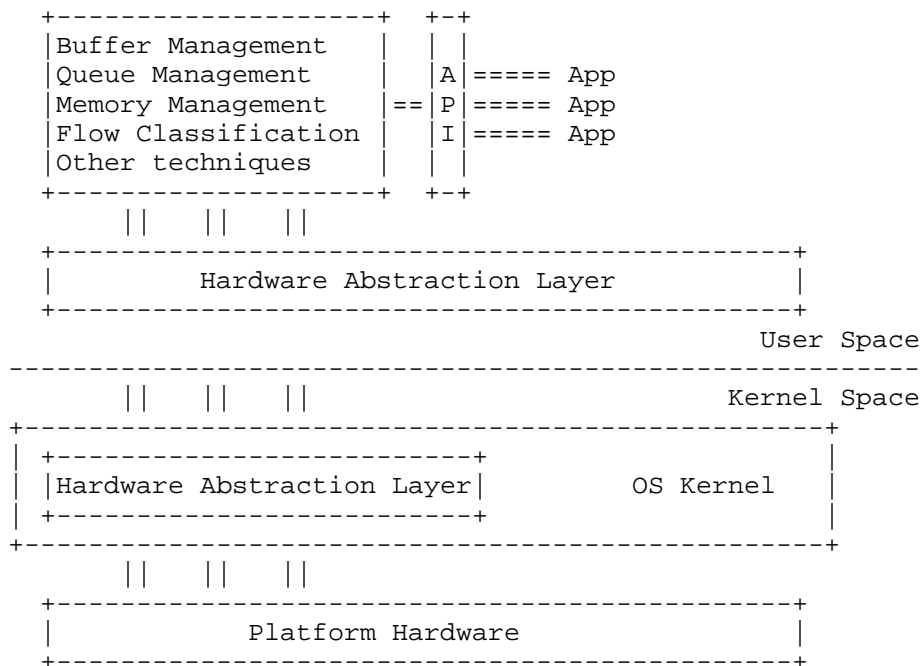 Buffer Management
Queue Management A ===== App
Memory Management == P ===== App
Flow Classification I ===== App
Other techniques
Hardware Abstraction Layer
User Space
Kernel Space
Hardware Abstraction Layer OS Kernel
Platform Hardware